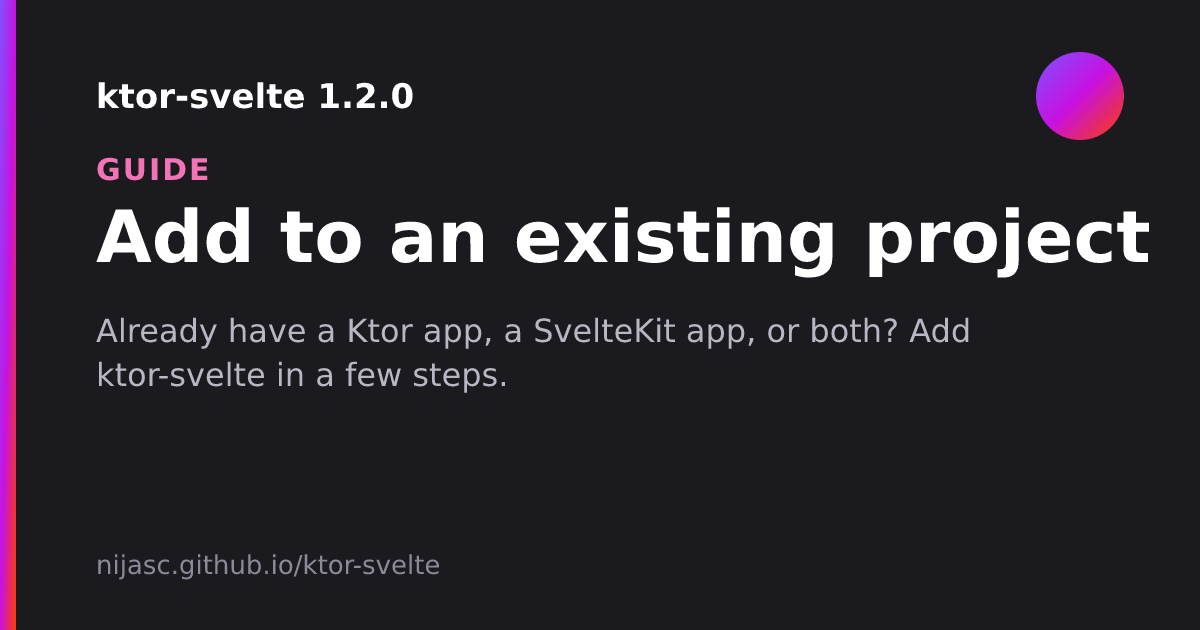 ktor-svelte 1.2.0
GUIDE
Add to an existing project
Already have a Ktor app, a SvelteKit app, or both? Add
ktor-svelte in a few steps.
nijasc.github.io/ktor-svelte